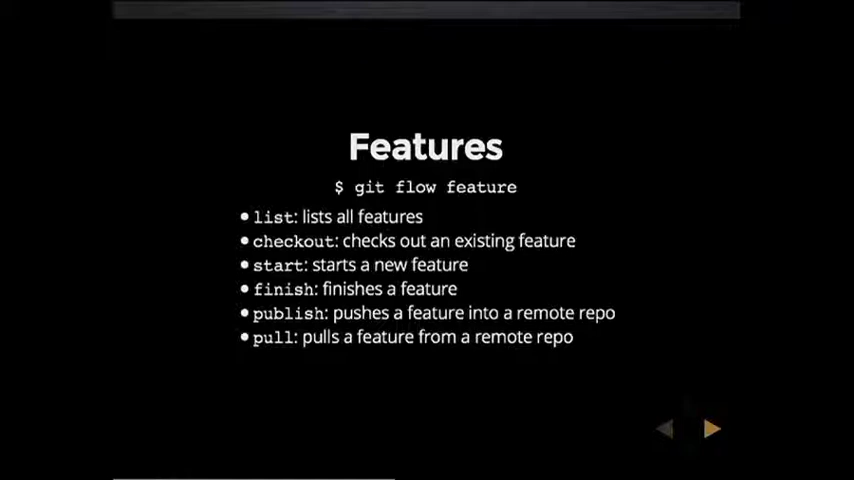 Features
$ git flow feature
• list: lists all features
• checkout: checks out an existing feature
• start: starts a new feature
• finish: finishes a feature
• publish: pushes a feature into a remote repo
• pull: pulls a feature from a remote repo